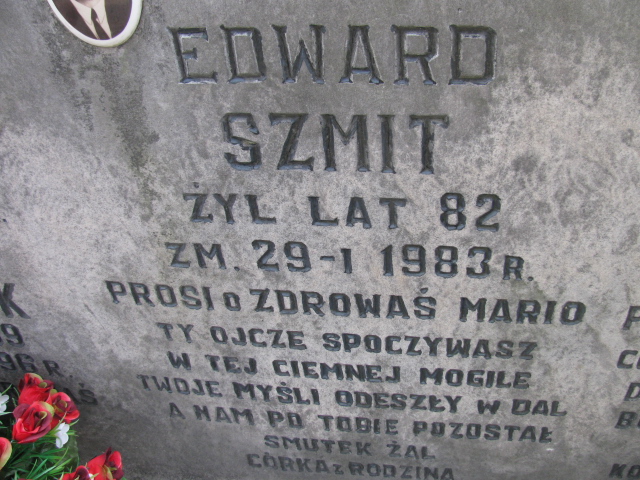 EDWARD
SZMIT
ŻYŁ LAT 82
ZM. 29-I 1983 R.
PROSI O ZDROWAŚ MARIO
TY OJCZE SPOCZYWASZ
W TEJ CIEMNEJ MOGILE
TWOJE MYŚLI ODESZŁY W DAL
A NAM PO TOBIE POZOSTAŁ
SMUTEK ŻAL
CÓRKA Z RODZINĄ